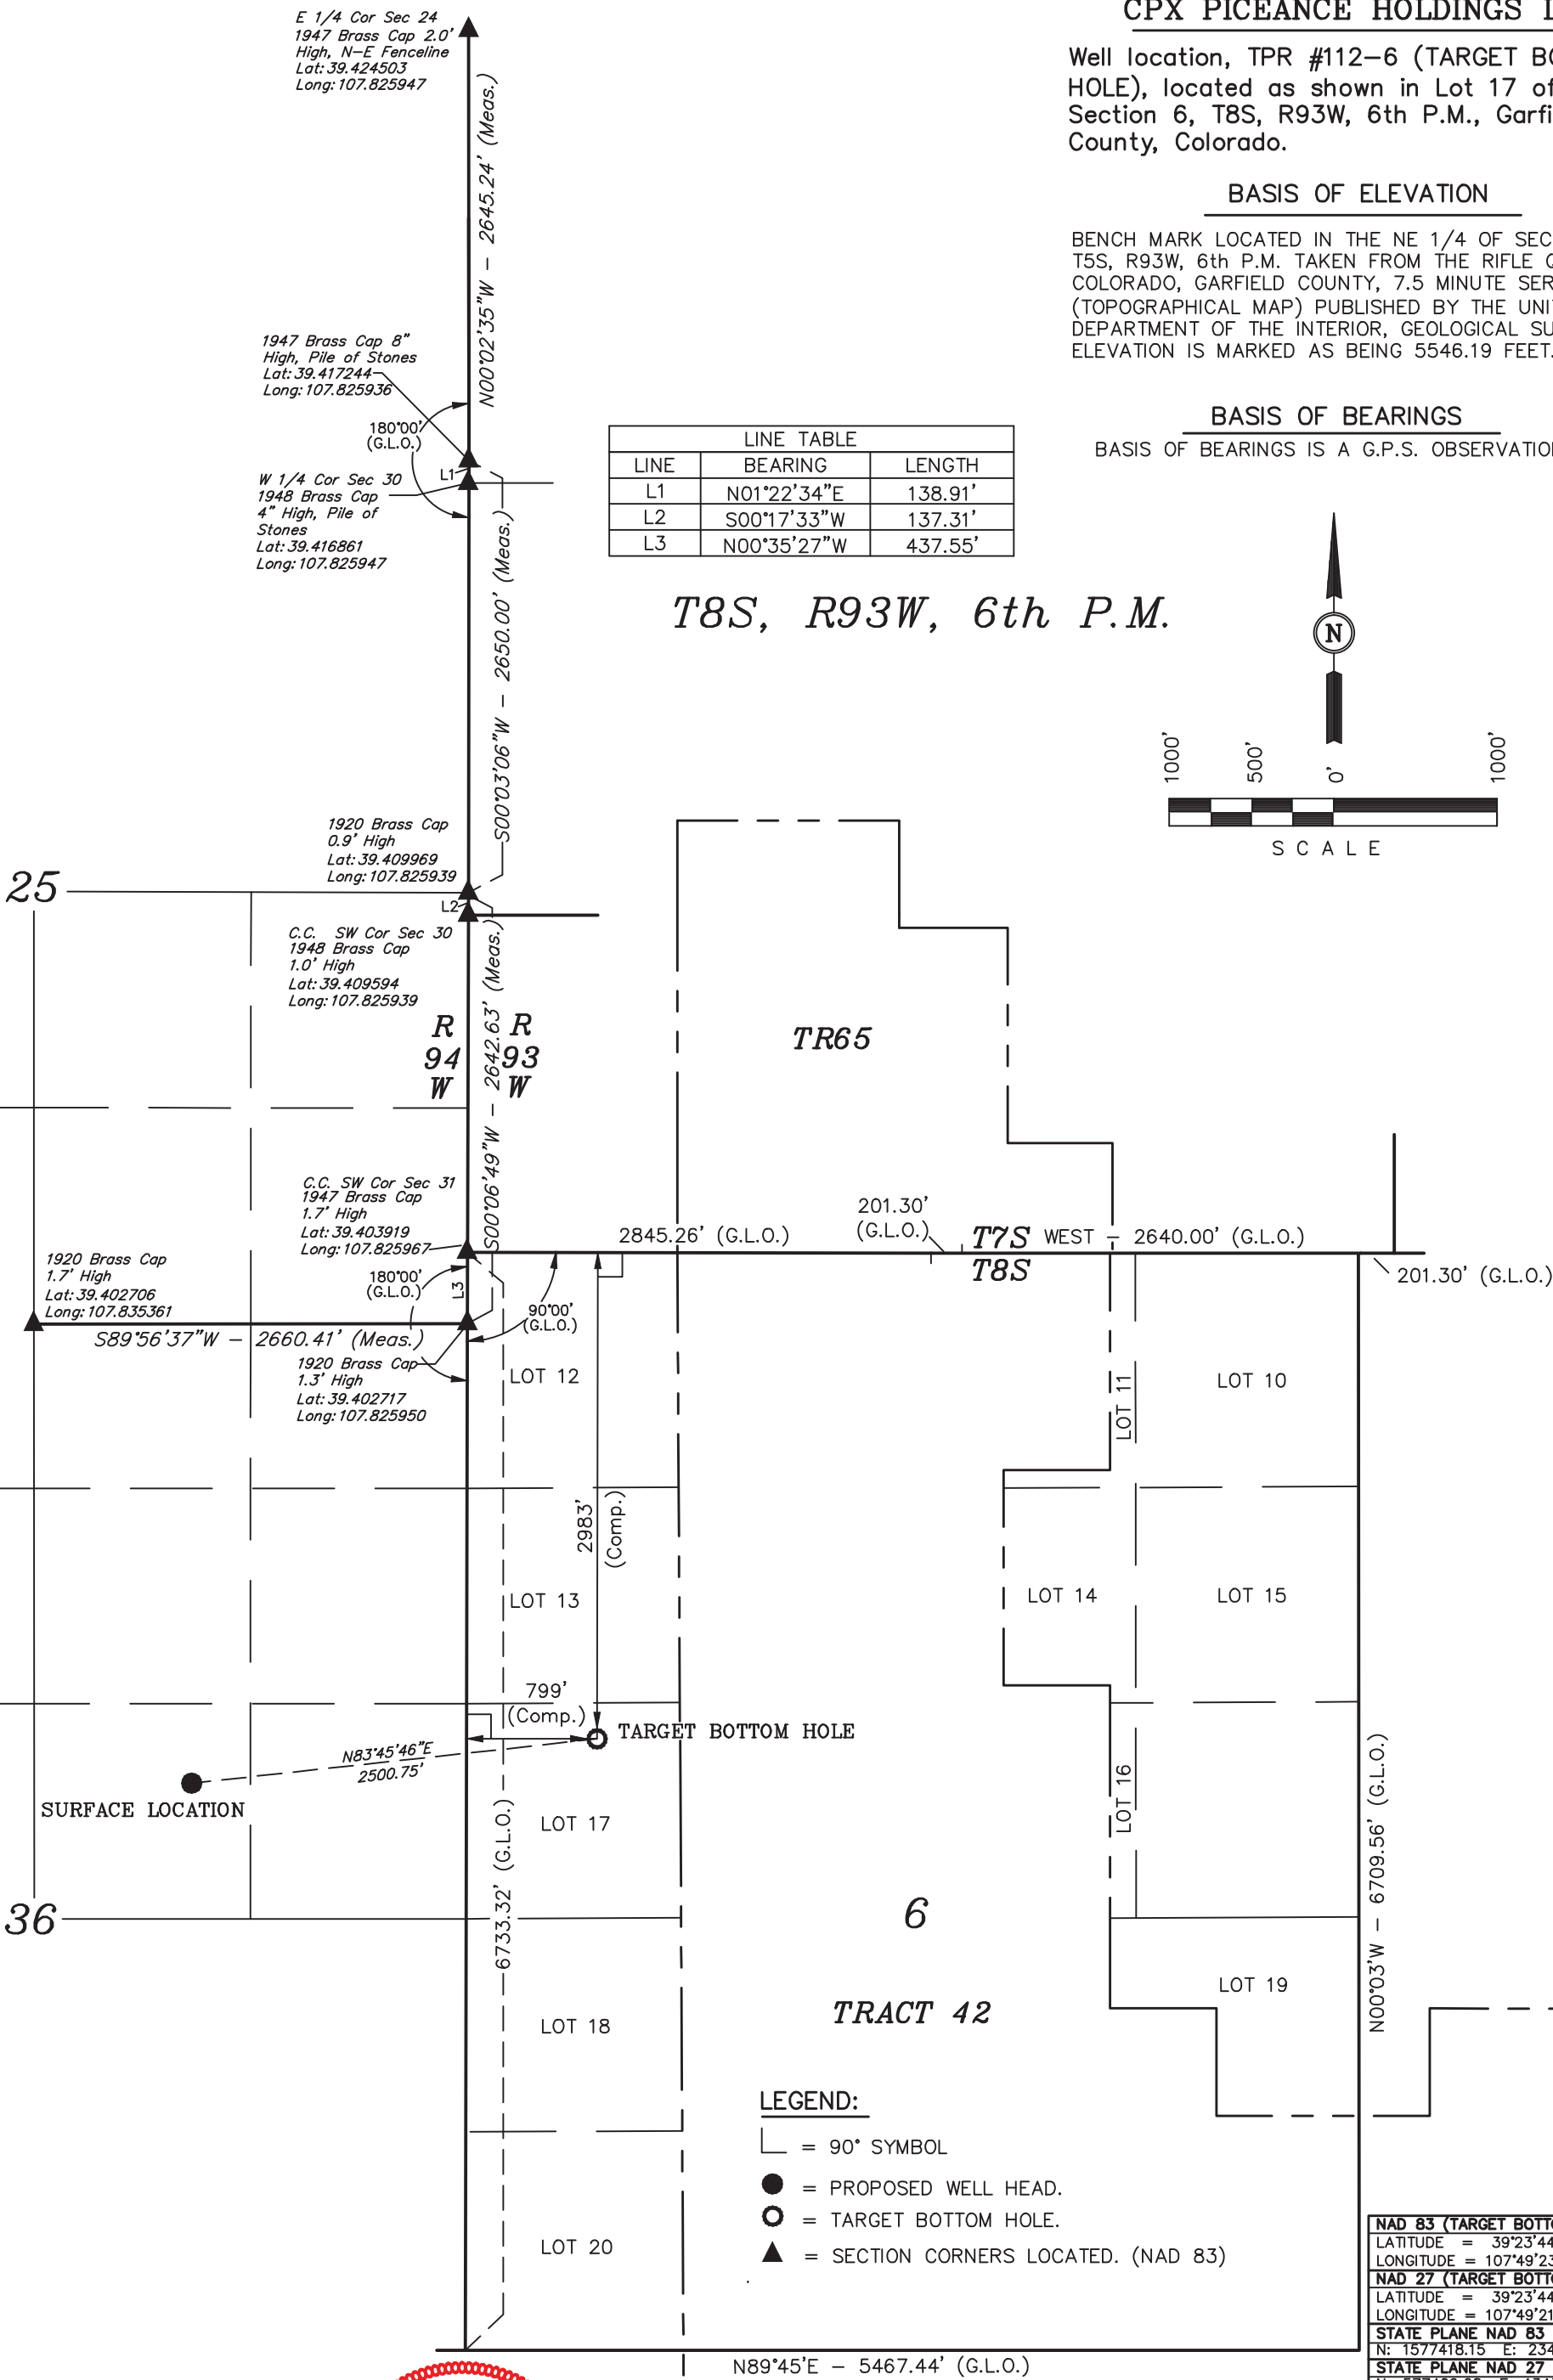 CPX PICEANCE HOLDINGS
Well location, TPR #112-6 (TARGET
HOLE), located as shown in Lot 17 of
Section 6, T8S, R93W, 6th P.M.,
County, Colorado.
BASIS OF ELEVATION
BENCH MARK LOCATED IN THE NE 1/4 OF
T5S, R93W, 6th P.M. TAKEN FROM THE RIFLE
COLORADO, GARFIELD COUNTY, 7.5 MINUTE
(TOPOGRAPHICAL MAP) PUBLISHED BY THE
DEPARTMENT OF THE INTERIOR, GEOLOGICAL
ELEVATION IS MARKED AS BEING 5546.19 FEET.
BASIS OF BEARINGS
BASIS OF BEARINGS IS A G.P.S.
E 1/4 Cor Sec 24
1947 Brass Cap 2.0'
High, N-E Fenceline
Lat: 39.424503
Long: 107.825947
N00°02'35"W - 2645.24' (Meas.)
1947 Brass Cap 8"
High, Pile of Stones
Lat: 39.417244
Long: 107.825936
180°00'
(G.L.O.)
L1
W 1/4 Cor Sec 30
1948 Brass Cap
4" High, Pile of
Stones
Lat: 39.416861
Long: 107.825947
LINE TABLE
LINE BEARING LENGTH
L1 N01°22'34"E 138.91'
L2 S00°17'33"W 137.31'
L3 N00°35'27"W 437.55'
T8S, R93W, 6th P.M.
N
1000'
500'
0'
1000'
SCALE
S00°03'06"W - 2650.00' (Meas.)
1920 Brass Cap
0.9' High
Lat: 39.409969
Long: 107.825939
25
L2
C.C. SW Cor Sec 30
1948 Brass Cap
1.0' High
Lat: 39.409594
Long: 107.825939
R R
94 93
W W
S00°06'49"W - 2642.63' (Meas.)
TR65
C.C. SW Cor Sec 31
1947 Brass Cap
1.7' High
Lat: 39.403919
Long: 107.825967
2845.26' (G.L.O.)
201.30'
(G.L.O.)
T7S WEST - 2640.00' (G.L.O.)
T8S
201.30' (G.L.O.)
1920 Brass Cap
1.7' High
Lat: 39.402706
Long: 107.835361
180°00'
(G.L.O.)
L3
90°00'
(G.L.O.)
S89°56'37"W - 2660.41' (Meas.)
1920 Brass Cap
1.3' High
Lat: 39.402717
Long: 107.825950
LOT 12
LOT 11
LOT 10
2983'
(Comp.)
LOT 13
LOT 14
LOT 15
799'
(Comp.)
TARGET BOTTOM HOLE
N83°45'46"E
2500.75'
SURFACE LOCATION
LOT 17
LOT 16
6733.32' (G.L.O.)
N00°03'W - 6709.56' (G.L.O.)
36
6
LOT 19
TRACT 42
LOT 18
LOT 20
LEGEND:
= 90° SYMBOL
= PROPOSED WELL HEAD.
= TARGET BOTTOM HOLE.
= SECTION CORNERS LOCATED. (NAD 83)
N89°45'E - 5467.44' (G.L.O.)
NAD 83 (TARGET
LATITUDE = 39°23'44
LONGITUDE = 107°49'23
NAD 27 (TARGET
LATITUDE = 39°23'44
LONGITUDE = 107°49'21
STATE PLANE NAD 83
N: 1577418.15 E:
STATE PLANE NAD 27